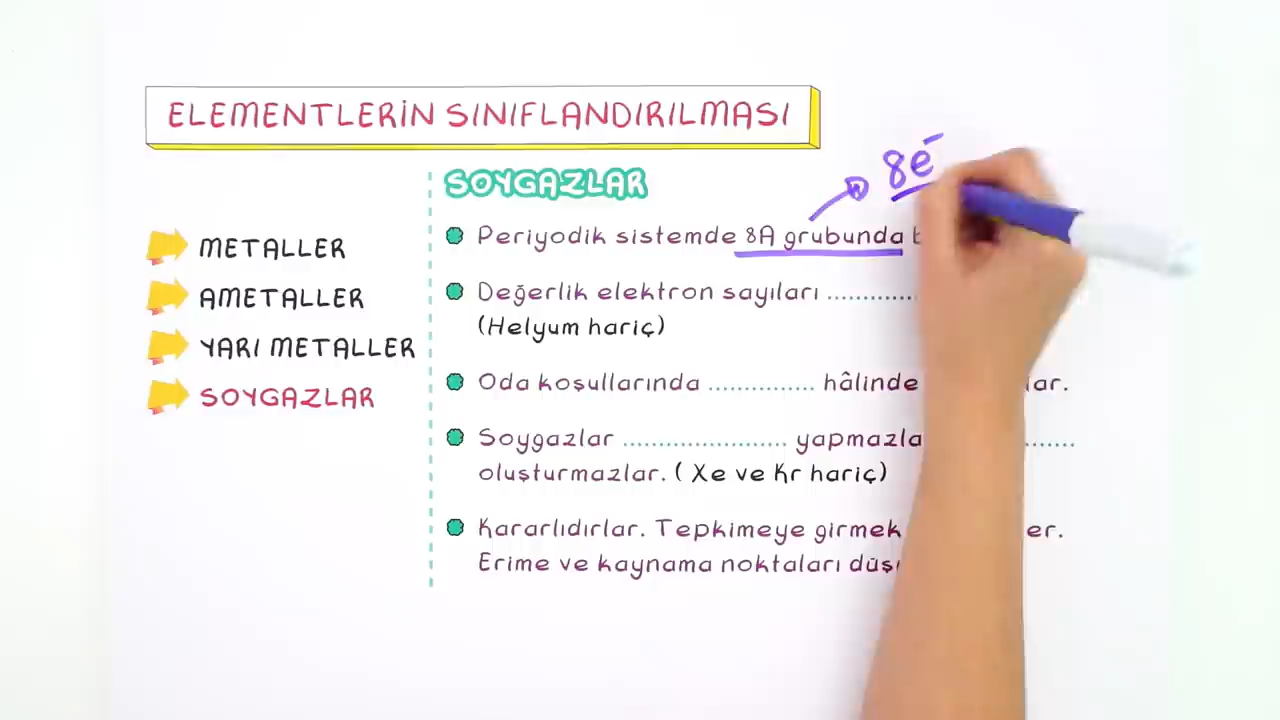 ELEMENTLERİN SINIFLANDIRILMASI
SOYGAZLAR
8e⁻
METALLER
AMETALLER
YARI METALLER
SOYGAZLAR
Periyodik sistemde 8A grubunda
Değerlik elektron sayıları ..........
(Helyum hariç)
Oda koşullarında ............... hâlinde
Soygazlar ....................... yapmazla ......
oluşturmazlar. ( Xe ve Kr hariç)
Kararlıdırlar. Tepkimeye girmek
Erime ve kaynama noktaları